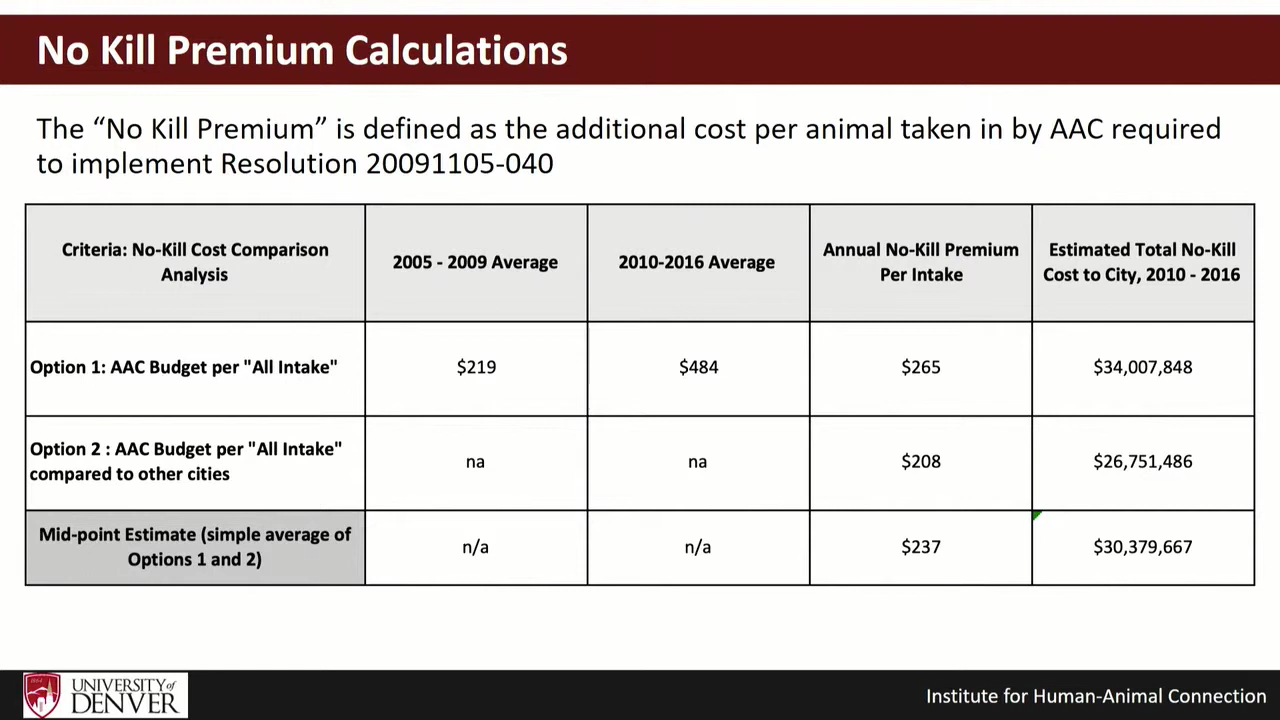 No Kill Premium Calculations
The “No Kill Premium” is defined as the additional cost per animal taken in by AAC required
to implement Resolution 20091105-040
Criteria: No-Kill Cost Comparison
Analysis
2005 - 2009 Average
2010-2016 Average
Annual No-Kill Premium
Per Intake
Estimated Total No-Kill
Cost to City, 2010 - 2016
Option 1: AAC Budget per "All Intake"
$219
$484
$265
$34,007,848
Option 2 : AAC Budget per "All Intake"
compared to other cities
na
na
$208
$26,751,486
Mid-point Estimate (simple average of
Options 1 and 2)
n/a
n/a
$237
$30,379,667
UNIVERSITY of
DENVER
Institute for Human-Animal Connection